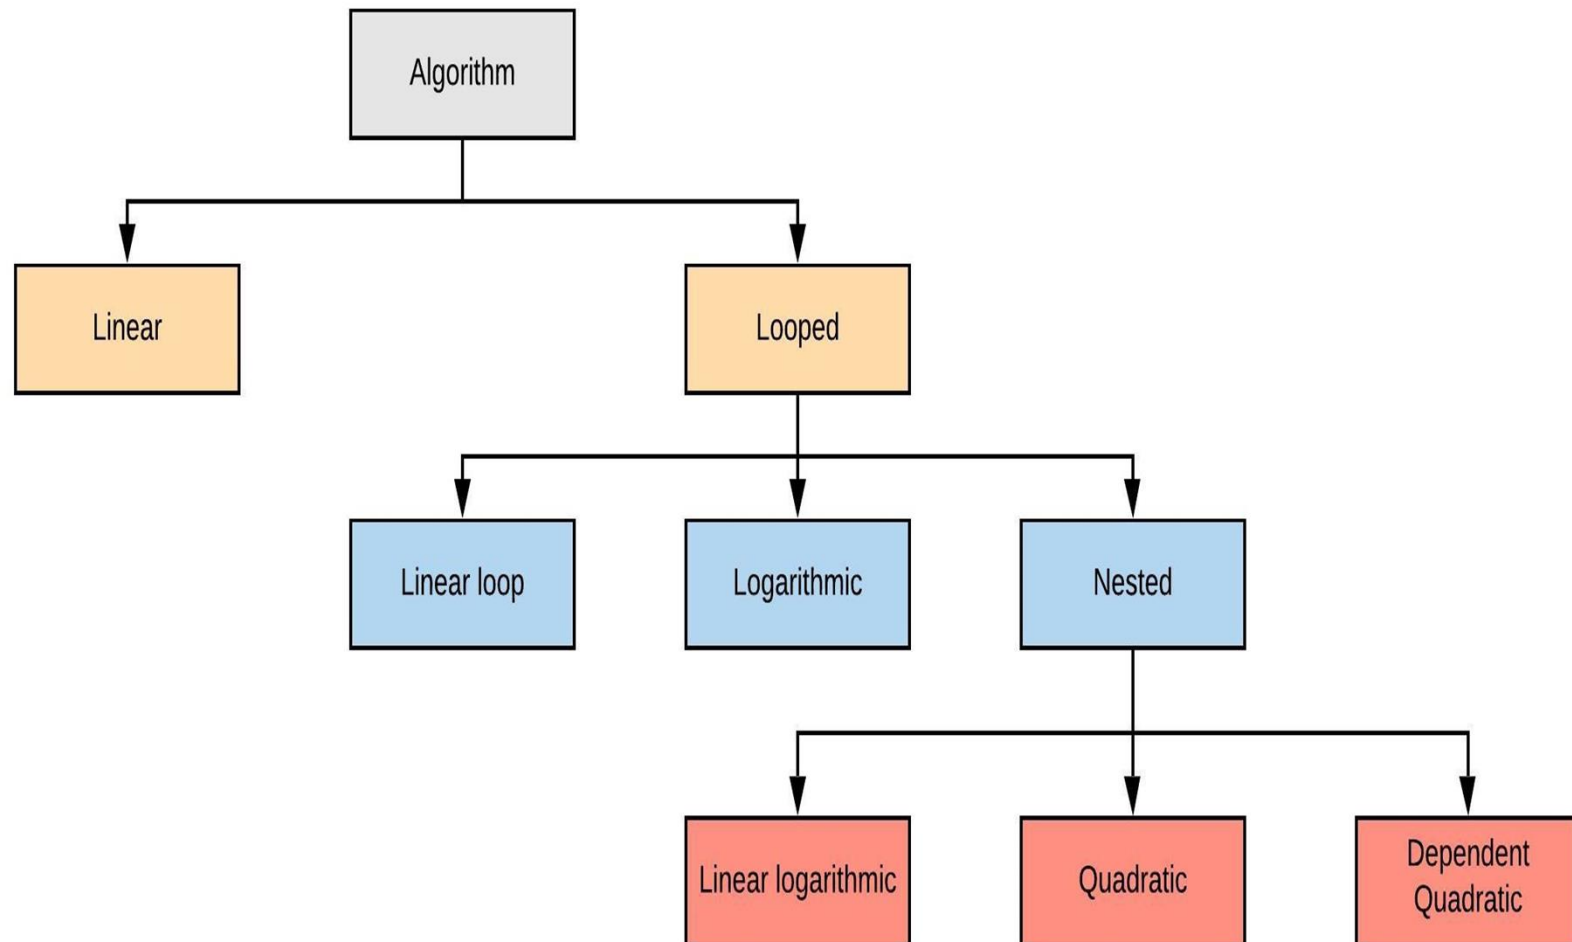 Algorithm
Linear
Looped
Linear loop
Logarithmic
Nested
Linear logarithmic
Quadratic
Dependent
Quadratic